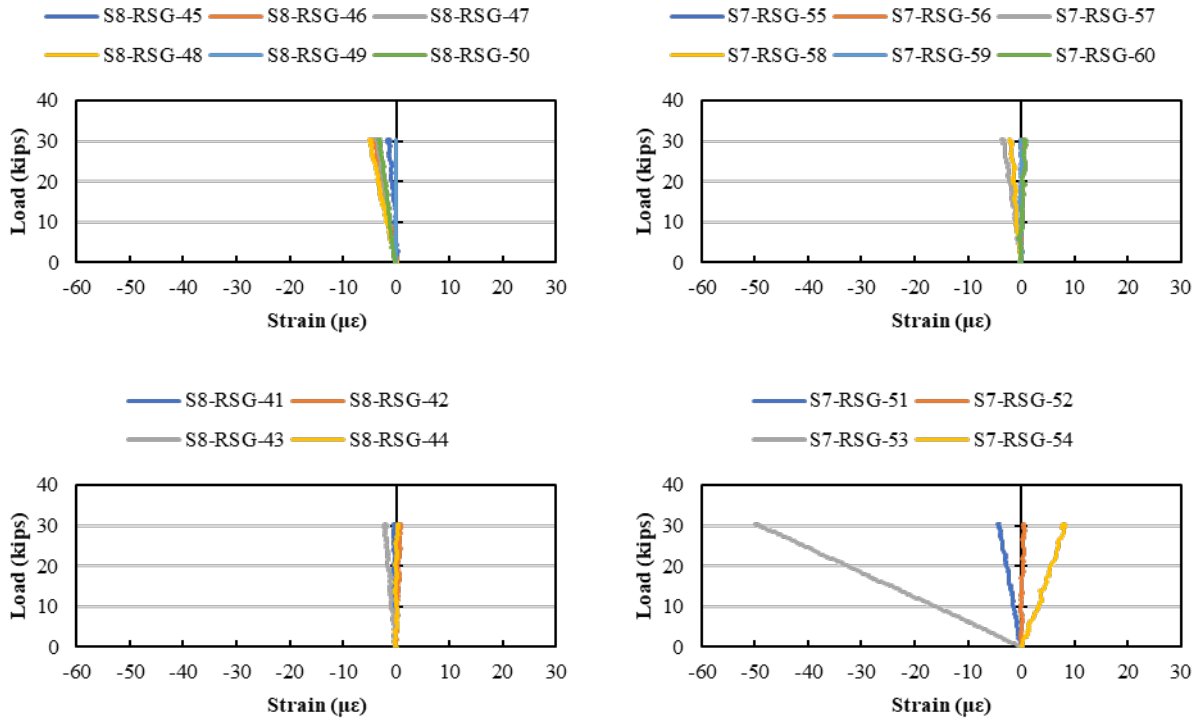 S8-RSG-45 S8-RSG-46 S8-RSG-47
S8-RSG-48 S8-RSG-49 S8-RSG-50
40
30
20
10
0
Load (kips)
-60 -50 -40 -30 -20 -10 0 10 20 30
Strain (με)
S7-RSG-55 S7-RSG-56 S7-RSG-57
S7-RSG-58 S7-RSG-59 S7-RSG-60
40
30
20
10
0
Load (kips)
-60 -50 -40 -30 -20 -10 0 10 20 30
Strain (με)
S8-RSG-41 S8-RSG-42
S8-RSG-43 S8-RSG-44
40
30
20
10
0
Load (kips)
-60 -50 -40 -30 -20 -10 0 10 20 30
Strain (με)
S7-RSG-51 S7-RSG-52
S7-RSG-53 S7-RSG-54
40
30
20
10
0
Load (kips)
-60 -50 -40 -30 -20 -10 0 10 20 30
Strain (με)